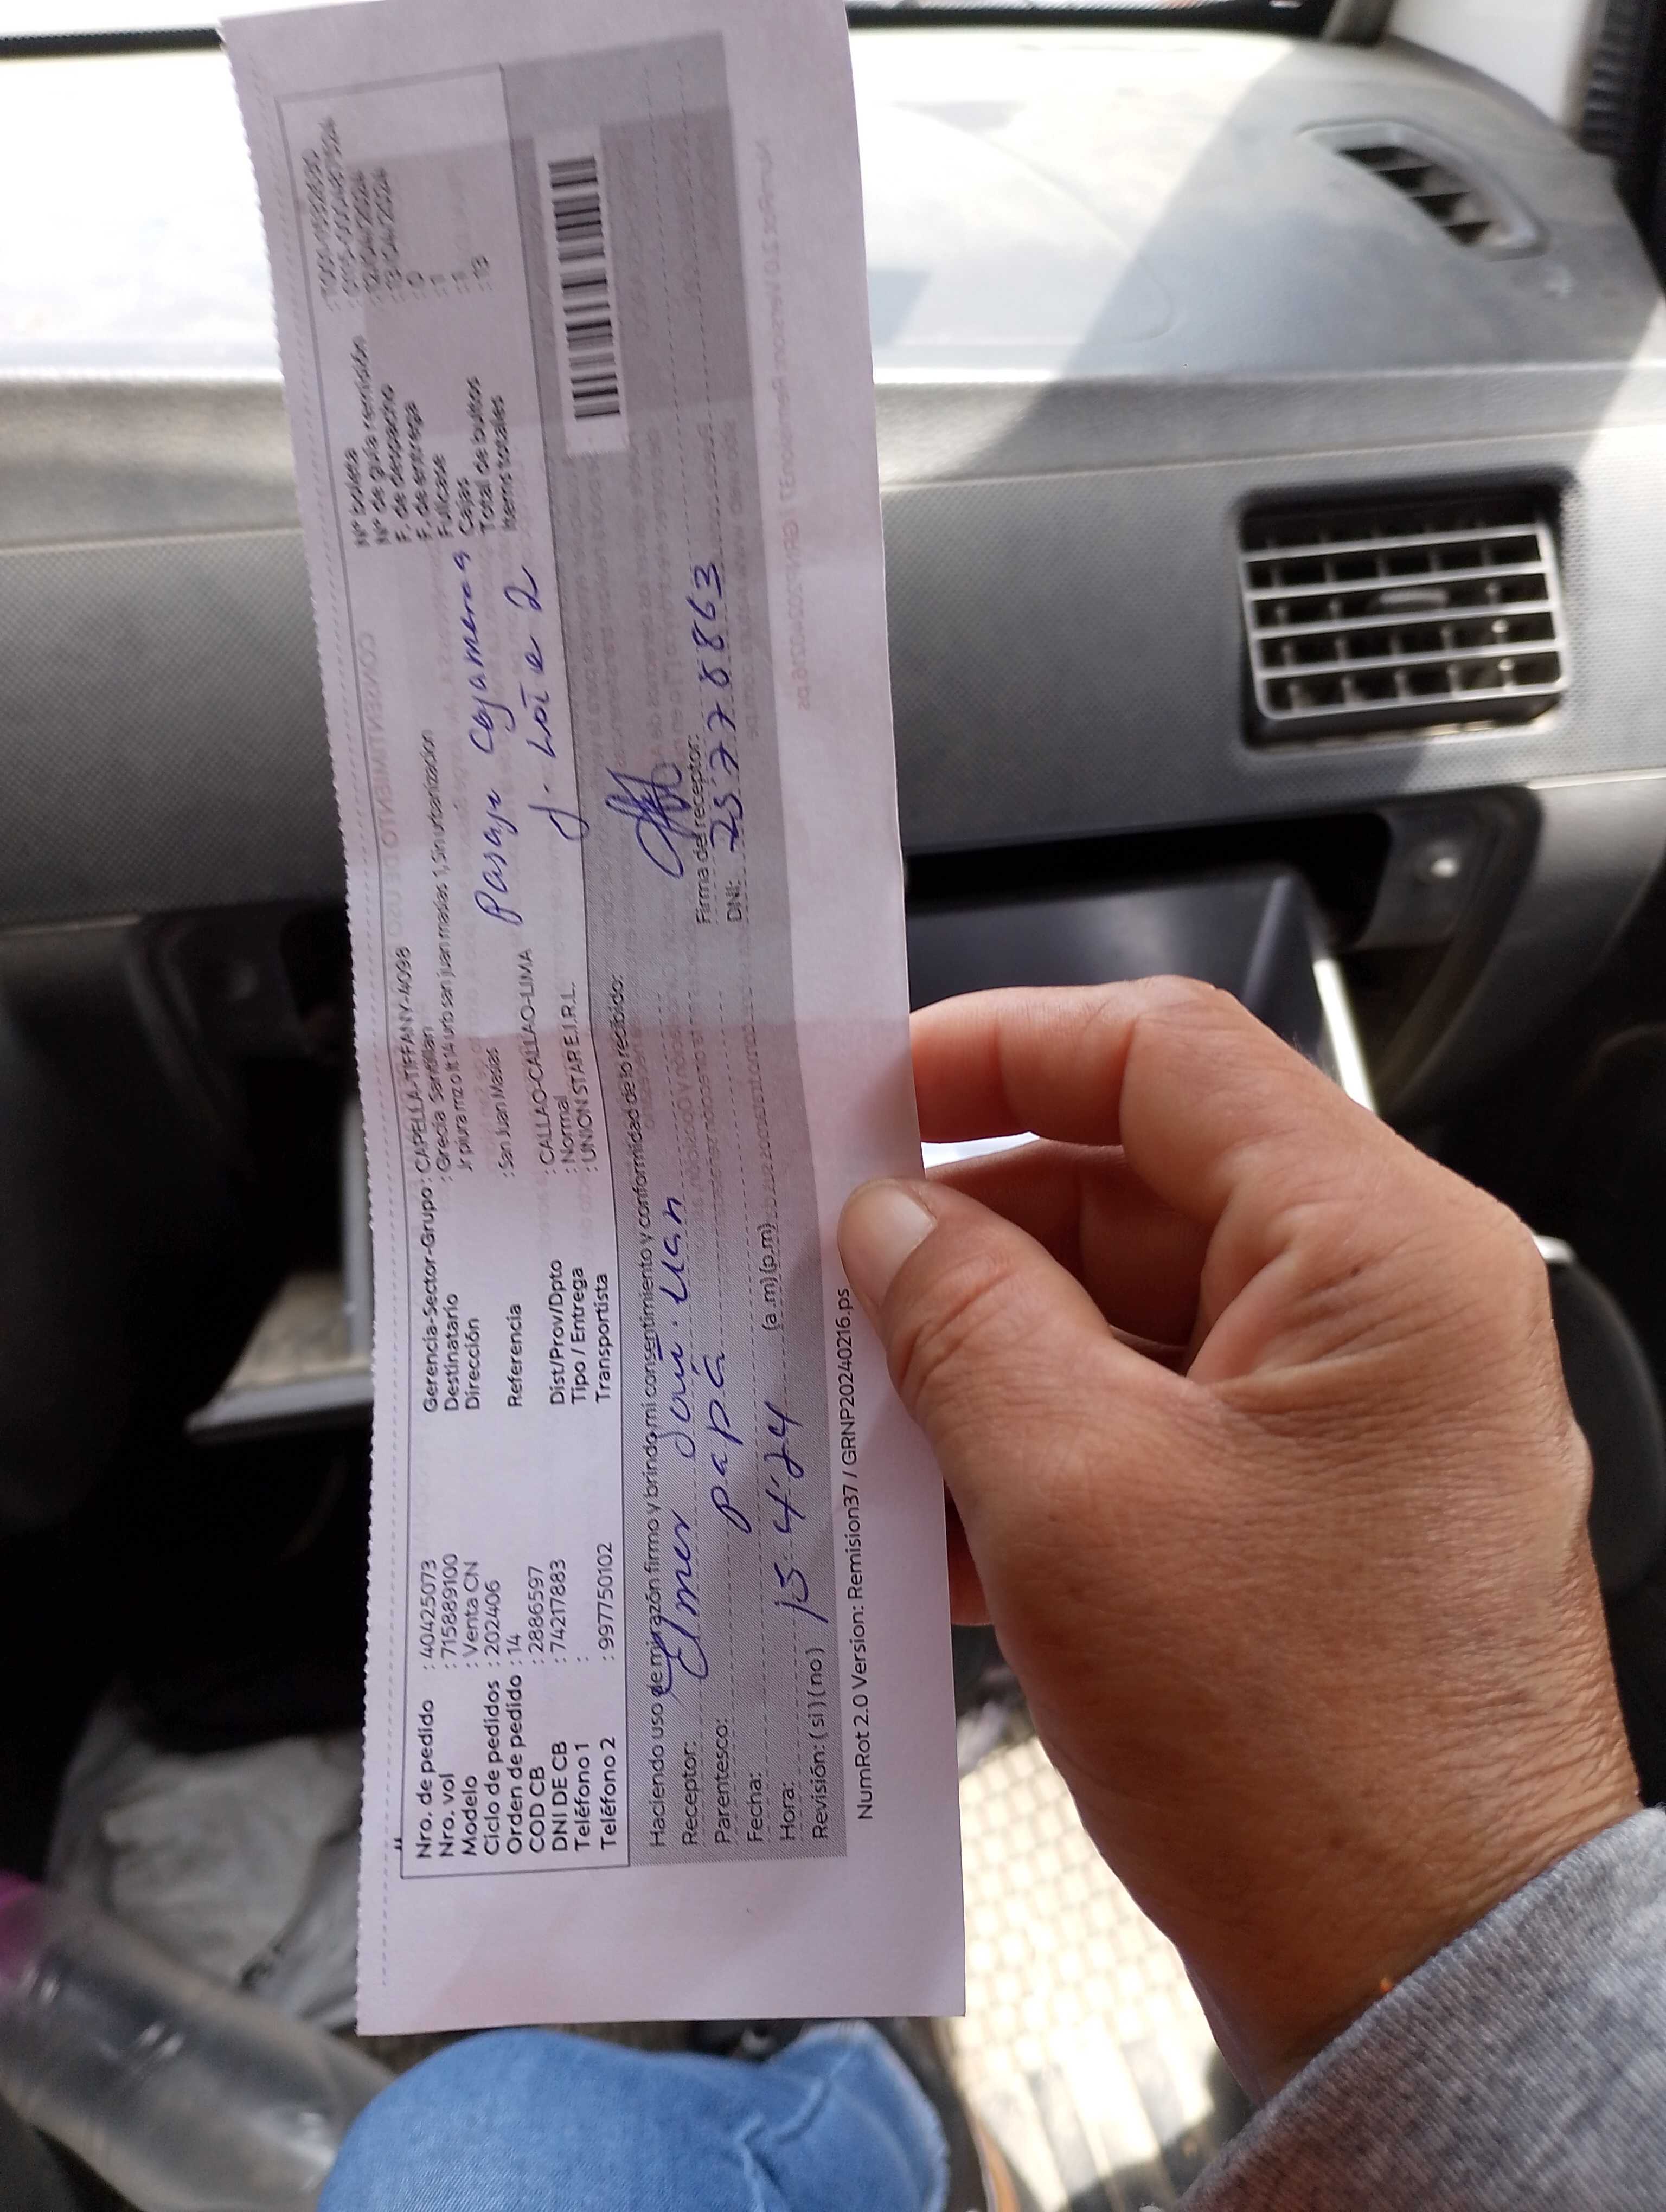 Nro. de pedido : 40425073
Nro. vol : 715889100
Modelo : Venta CN
Ciclo de pedidos : 202406
Orden de pedido : 14
COD CB : 2886597
DNI DE CB : 74217883
Teléfono 1 :
Teléfono 2 : 997750102
Gerencia-Sector-Grupo : CAPELLA-TIFFANY-4098
Destinatario : Grecia Santillan
Dirección Jr piura mz o lt 14 urb san juan masias 1, Sin urbanizacion
Referencia : San Juan Masias
Dist/Prov/Dpto : CALLAO-CALLAO-LIMA
Tipo / Entrega : Normal
Transportista : UNION STAR E.I.R.L.
Pasaje
J- Lote 2
Nº boleta
Nº de guía remisión
F. de despacho
F. de entrega
Fullcase : 0
Cajas : 1
Total de bultos : 1
Items totales : 13
Haciendo uso de mi razón firmo y brindo mi consentimiento y conformidad de lo recibido:
Receptor: Elmer
Parentesco: papá
Fecha: 15-4-24
Hora: (a.m) (p.m)
Revisión: ( si ) ( no )
Firma del receptor:
DNI: 25778863
NumRot 2.0 Version: Remision37 / GRNP20240216.ps